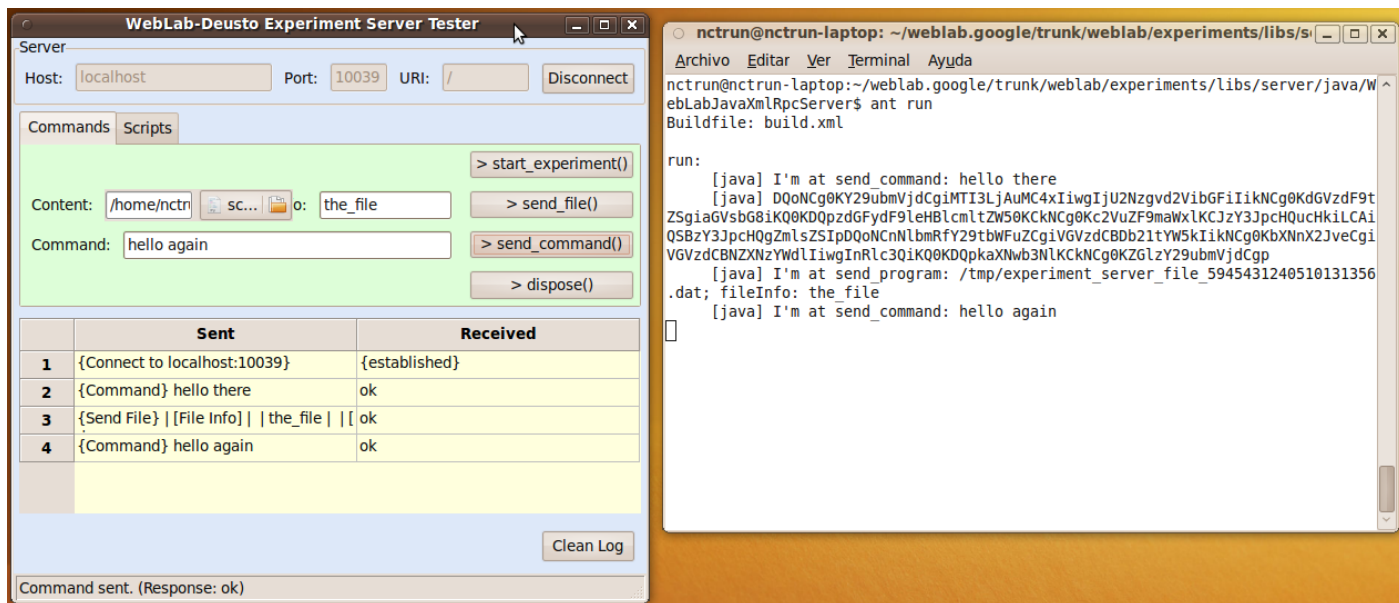 WebLab-Deusto Experiment Server Tester
Server
Host: localhost Port: 10039 URI: / Disconnect
Commands Scripts
> start_experiment()
Content: /home/nctru sc... o: the_file > send_file()
Command: hello again > send_command()
> dispose()
Sent Received
1 {Connect to localhost:10039} {established}
2 {Command} hello there ok
3 {Send File} | [File Info] | | the_file | | [ ok
4 {Command} hello again ok
Clean Log
Command sent. (Response: ok)
nctrun@nctrun-laptop: ~/weblab.google/trunk/weblab/experiments/libs/s
Archivo Editar Ver Terminal Ayuda
nctrun@nctrun-laptop:~/weblab.google/trunk/weblab/experiments/libs/server/java/W
ebLabJavaXmlRpcServer$ ant run
Buildfile: build.xml
run:
[java] I'm at send_command: hello there
[java] DQoNCg0KY29ubmVjdCgiMTI3LjAuMC4xIiwgIjU2Nzgvd2VibGFiIikNCg0KdGVzdF9t
ZSgiaGVsbG8iKQ0KDQpzdGFydF9leHBlcmltZW50KCkNCg0Kc2VuZF9maWxlKCJzY3JpcHQucHkiLCAi
QSBzY3JpcHQgZmlsZSIpDQoNCnNlbmRfY29tbWFuZCgiVGVzdCBDb21tYW5kIikNCg0KbXNnX2JveCgi
VGVzdCBNZXNzYWdlIiwgInRlc3QiKQ0KDQpkaXNwb3NlKCkNCg0KZGlzY29ubmVjdCgp
[java] I'm at send_program: /tmp/experiment_server_file_5945431240510131356
.dat; fileInfo: the_file
[java] I'm at send_command: hello again